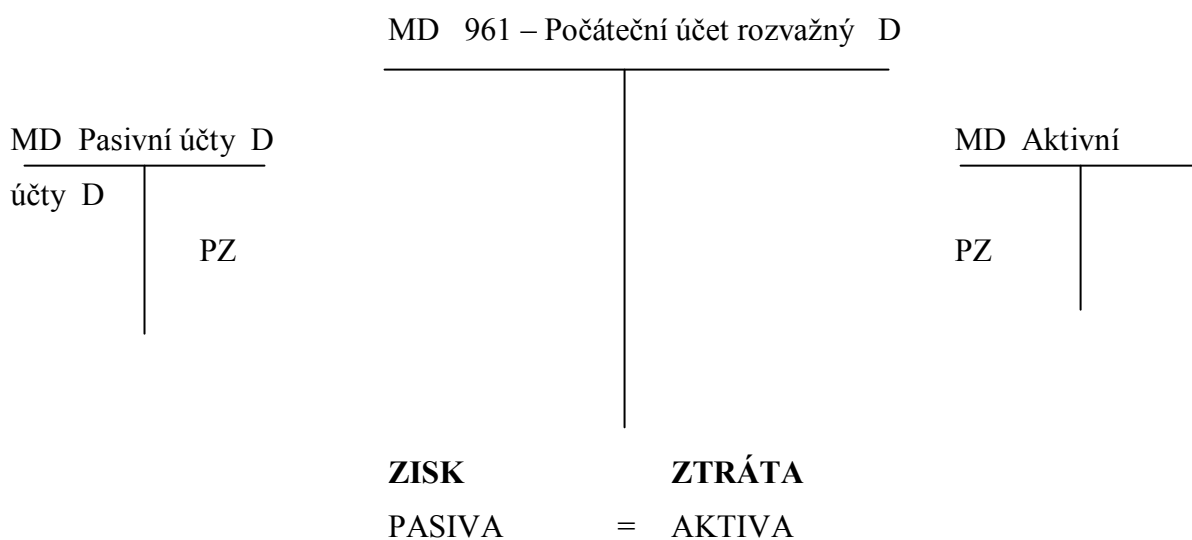 MD 961 – Počáteční účet rozvažný D
MD Pasivní účty D MD Aktivní
účty D
PZ PZ
ZISK ZTRÁTA
PASIVA = AKTIVA